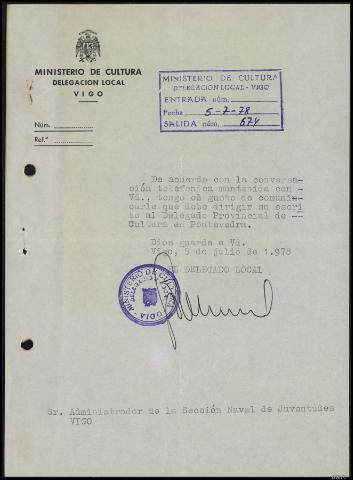 MINISTERIO DE CULTURA
DELEGACION LOCAL
VIGO
Núm.
Ref.ª
MINISTERIO DE CULTURA
DELEGACION LOCAL - VIGO
ENTRADA núm.
Fecha 5-7-78
SALIDA núm. 674
De acuerdo con la conversa-
ción telefónica mantenida con -
Vd., tengo el gusto de comuni-
carle que debe dirigir su escri
to al Delegado Provincial de --
Cultura en Pontevedra.
Dios guarde a Vd.
Vigo, 5 de julio de 1.978
EL DELEGADO LOCAL
MINISTERIO DE CULTURA
Sr. Administrador de la Sección Naval de Juventudes
VIGO